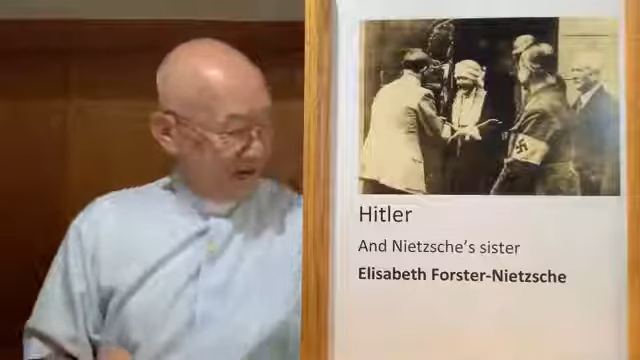 Hitler
And Nietzsche's sister
Elisabeth Forster-Nietzsche